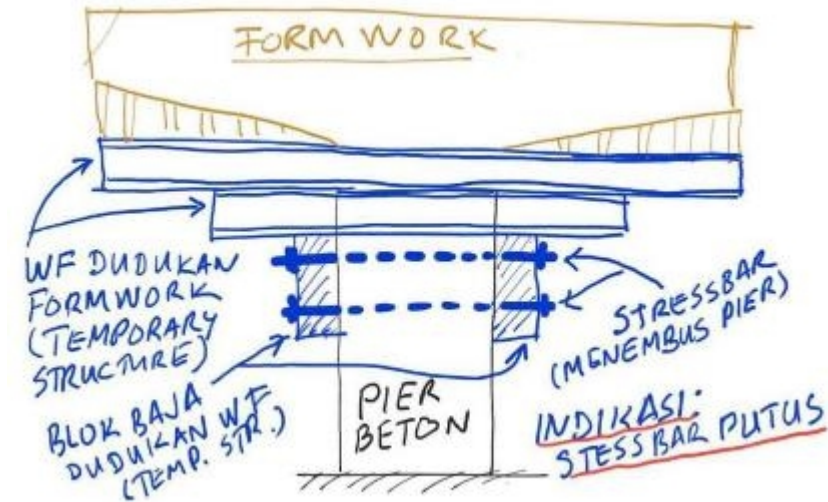 FORMWORK
WF DUDUKAN
FORMWORK
(TEMPORARY
STRUCTURE)
BLOK BAJA
DUDUKAN WF
(TEMP. STR.)
PIER
BETON
STRESSBAR
(MENEMBUS PIER)
INDIKASI:
STESSBAR PUTUS